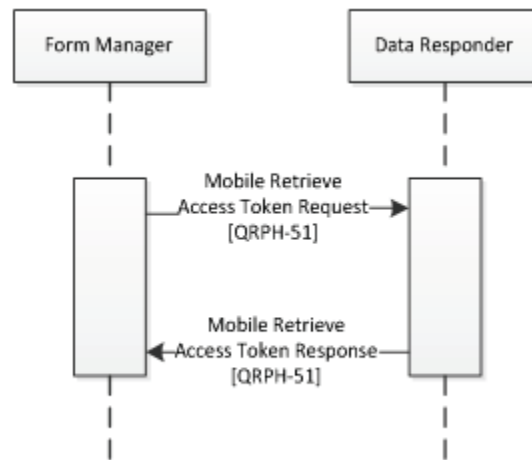 Form Manager
Data Responder
Mobile Retrieve
Access Token Request
[QRPH-51]
Mobile Retrieve
Access Token Response
[QRPH-51]